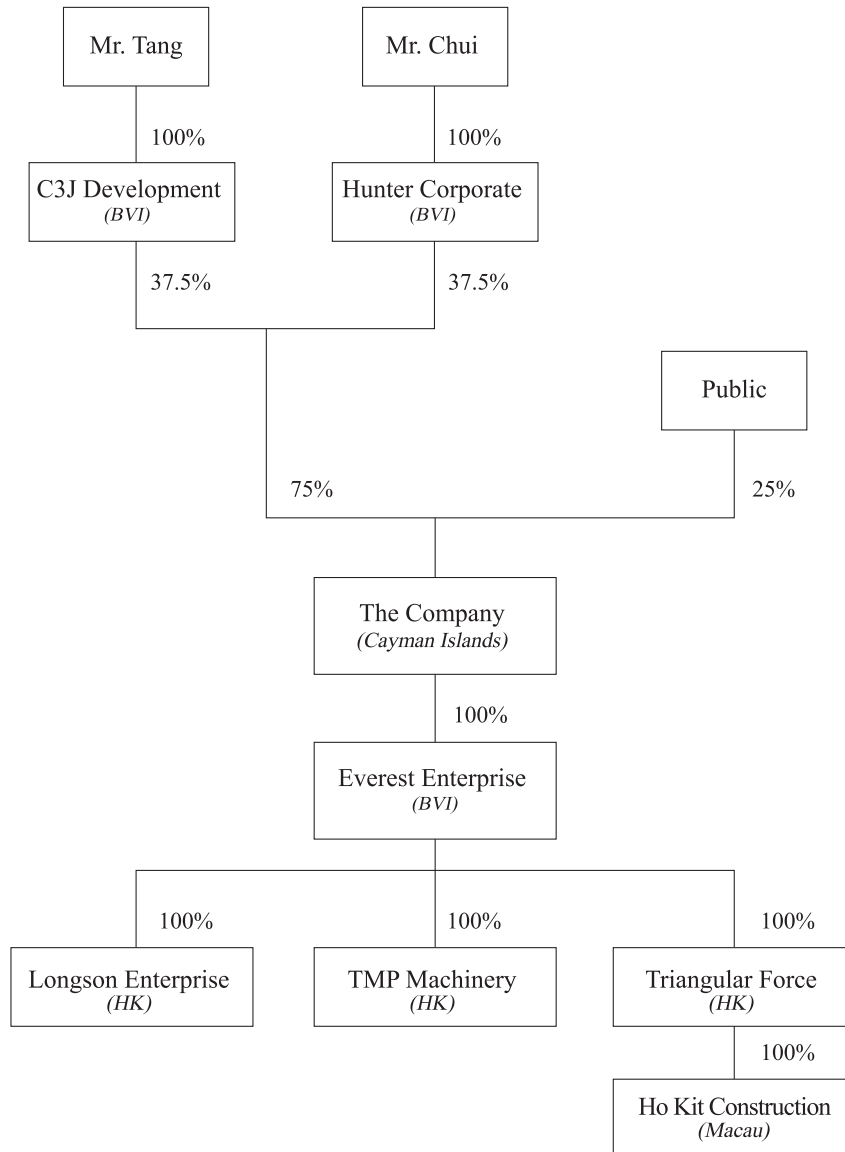 Mr. Tang
Mr. Chui
100%
100%
C3J Development
(BVI)
Hunter Corporate
(BVI)
37.5%
37.5%
Public
75%
25%
The Company
(Cayman Islands)
100%
Everest Enterprise
(BVI)
100%
100%
100%
Longson Enterprise
(HK)
TMP Machinery
(HK)
Triangular Force
(HK)
100%
Ho Kit Construction
(Macau)